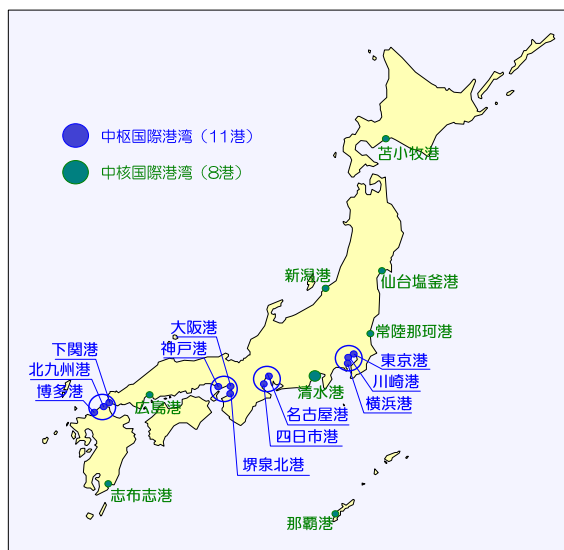 中枢国際港湾（11港）
中核国際港湾（8港）
苫小牧港
新潟港
仙台塩釜港
常陸那珂港
大阪港
神戸港
下関港
北九州港
博多港
広島港
清水港
東京港
川崎港
横浜港
名古屋港
四日市港
堺泉北港
志布志港
那覇港